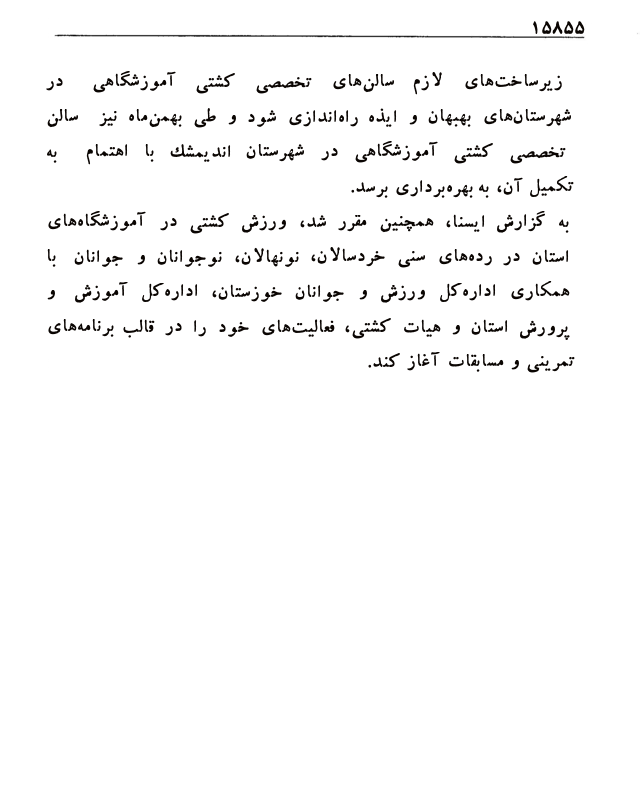 ۱۵۸۵۵
زیرساخت‌های لازم سالن‌های تخصصی کشتی آموزشگاهی در
شهرستان‌های بهبهان و ایذه راه‌اندازی شود و طی بهمن‌ماه نیز سالن
تخصصی کشتی آموزشگاهی در شهرستان اندیمشک با اهتمام به
تکمیل آن، به بهره‌برداری برسد.
به گزارش ایسنا، همچنین مقرر شد، ورزش کشتی در آموزشگاه‌های
استان در رده‌های سنی خردسالان، نونهالان، نوجوانان و جوانان با
همکاری اداره‌کل ورزش و جوانان خوزستان، اداره‌کل آموزش و
پرورش استان و هیات کشتی، فعالیت‌های خود را در قالب برنامه‌های
تمرینی و مسابقات آغاز کند.